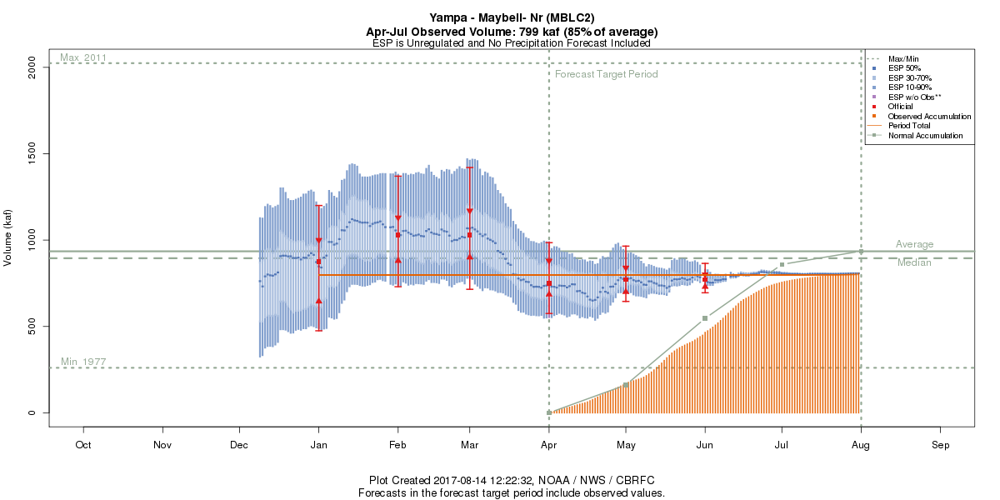 Yampa - Maybell- Nr (MBLC2)
Apr-Jul Observed Volume: 799 kaf (85% of average)
ESP is Unregulated and No Precipitation Forecast Included
Max 2011
Forecast Target Period
Max/Min
ESP 50%
ESP 30-70%
ESP 10-90%
ESP w/o Obs**
Official
Observed Accumulation
Period Total
Normal Accumulation
Average
Median
Min 1977
Volume (kaf)
2000
1500
1000
500
0
Oct Nov Dec Jan Feb Mar Apr May Jun Jul Aug Sep
Plot Created 2017-08-14 12:22:32, NOAA / NWS / CBRFC
Forecasts in the forecast target period include observed values.